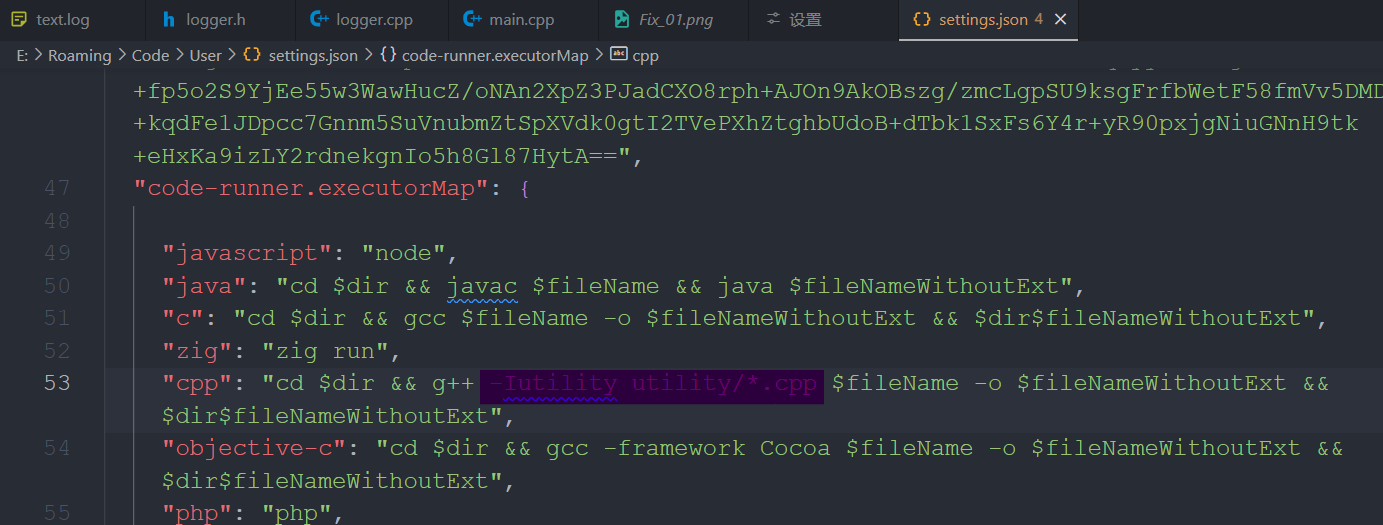 text.log
logger.h
logger.cpp
main.cpp
Fix_01.png
设置
settings.json 4
E: > Roaming > Code > User > settings.json > {} code-runner.executorMap > cpp
+fp5o2S9YjEe55w3WawHucZ/oNAn2XpZ3PJadCXO8rph+AJOn9AkOBszg/zmcLgpSU9ksgFrfbWetF58fmVv5DMD
+kqdFe1JDpcc7Gnnm5SuVnubmZtSpXVdk0gtI2TVePXhZtghbUdoB+dTbk1SxFs6Y4r+yR90pxjgNiuGNnH9tk
+eHxKa9izLY2rdnekgnIo5h8Gl87HytA==",
47 "code-runner.executorMap": {
48
49 "javascript": "node",
50 "java": "cd $dir && javac $fileName && java $fileNameWithoutExt",
51 "c": "cd $dir && gcc $fileName -o $fileNameWithoutExt && $dir$fileNameWithoutExt",
52 "zig": "zig run",
53 "cpp": "cd $dir && g++ -Iutility utility/*.cpp $fileName -o $fileNameWithoutExt &&
$dir$fileNameWithoutExt",
54 "objective-c": "cd $dir && gcc -framework Cocoa $fileName -o $fileNameWithoutExt &&
$dir$fileNameWithoutExt",
55 "php": "php",